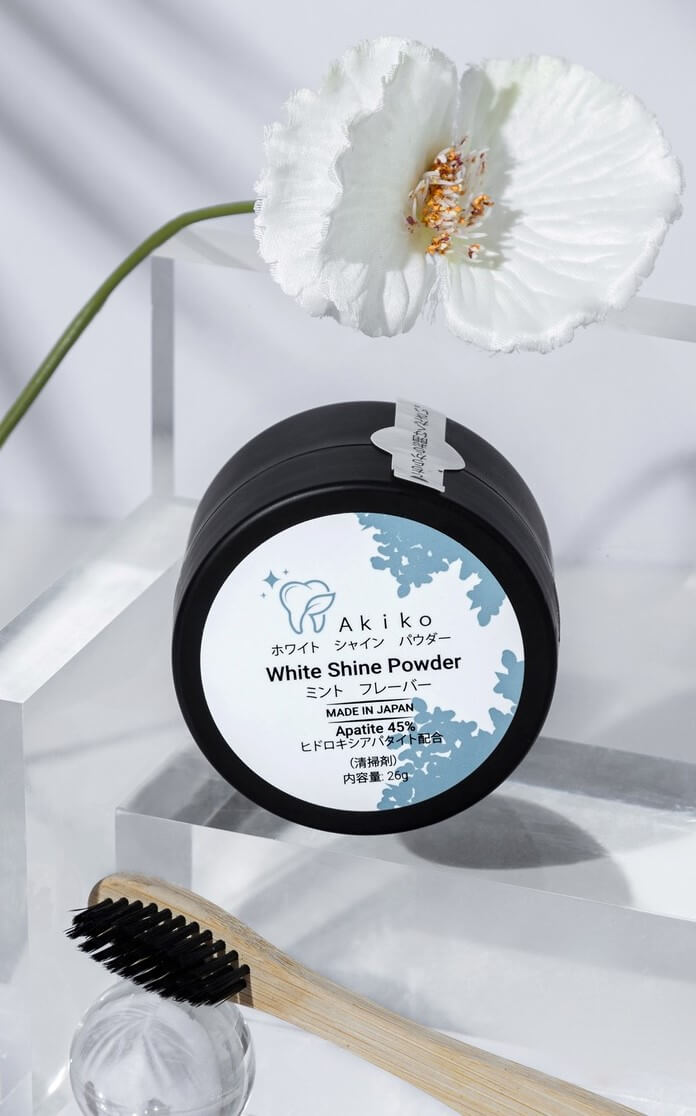 Akiko
ホワイト シャイン パウダー
White Shine Powder
ミント フレーバー
MADE IN JAPAN
Apatite 45%
ヒドロキシアパタイト配合
(清掃剤)
内容量: 26g